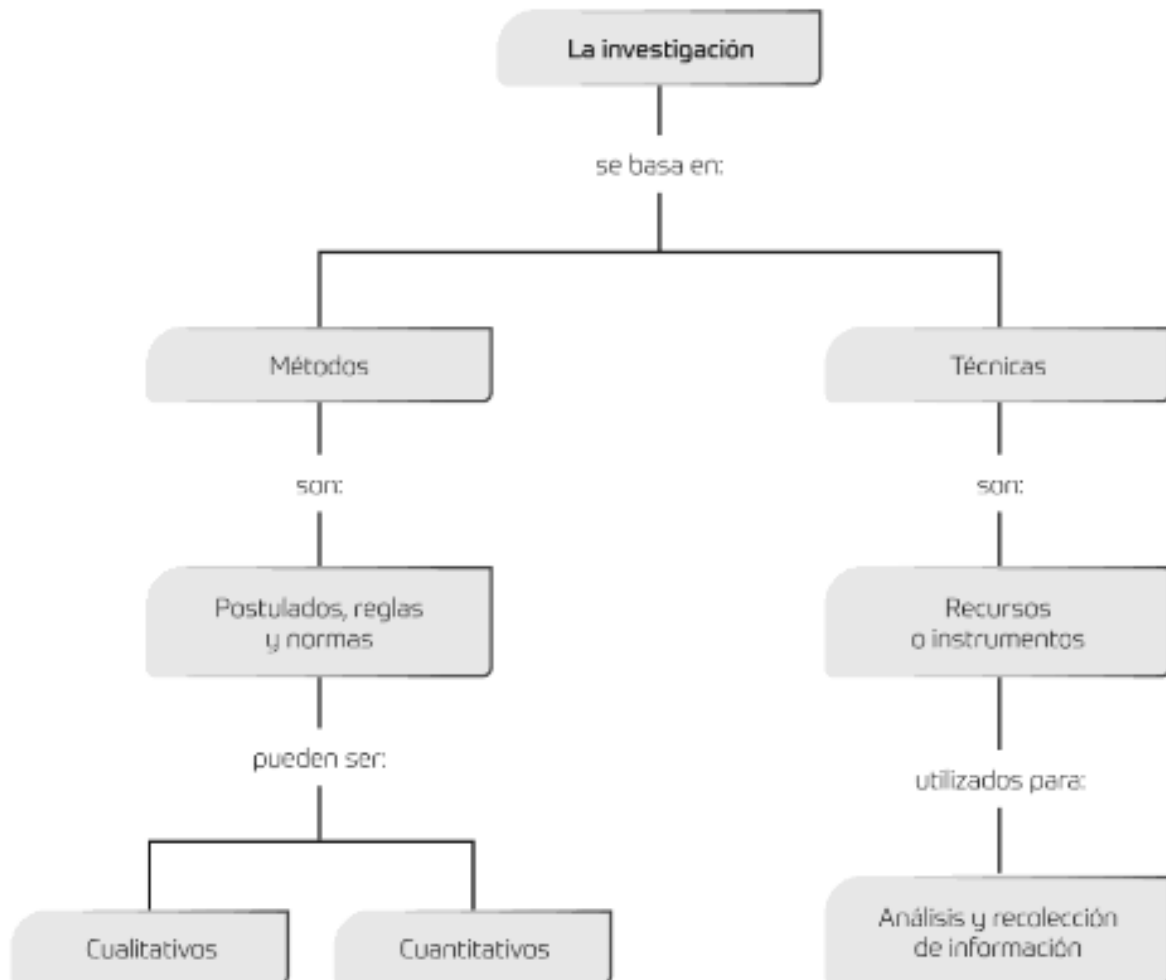 La investigación
se basa en:
Métodos
Técnicas
son:
son:
Postulados, reglas
y normas
Recursos
o instrumentos
pueden ser:
utilizados para:
Cualitativos
Cuantitativos
Análisis y recolección
de información